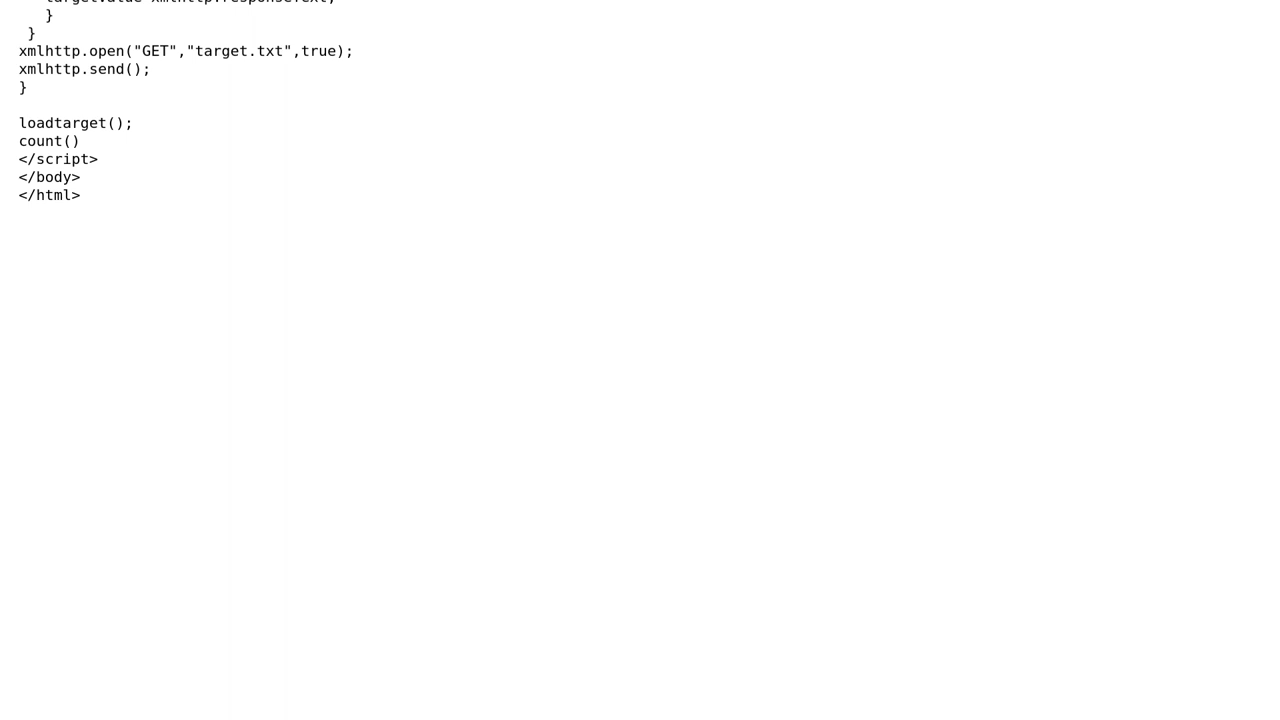 }
}
xmlhttp.open("GET","target.txt",true);
xmlhttp.send();
}
loadtarget();
count()
</script>
</body>
</html>